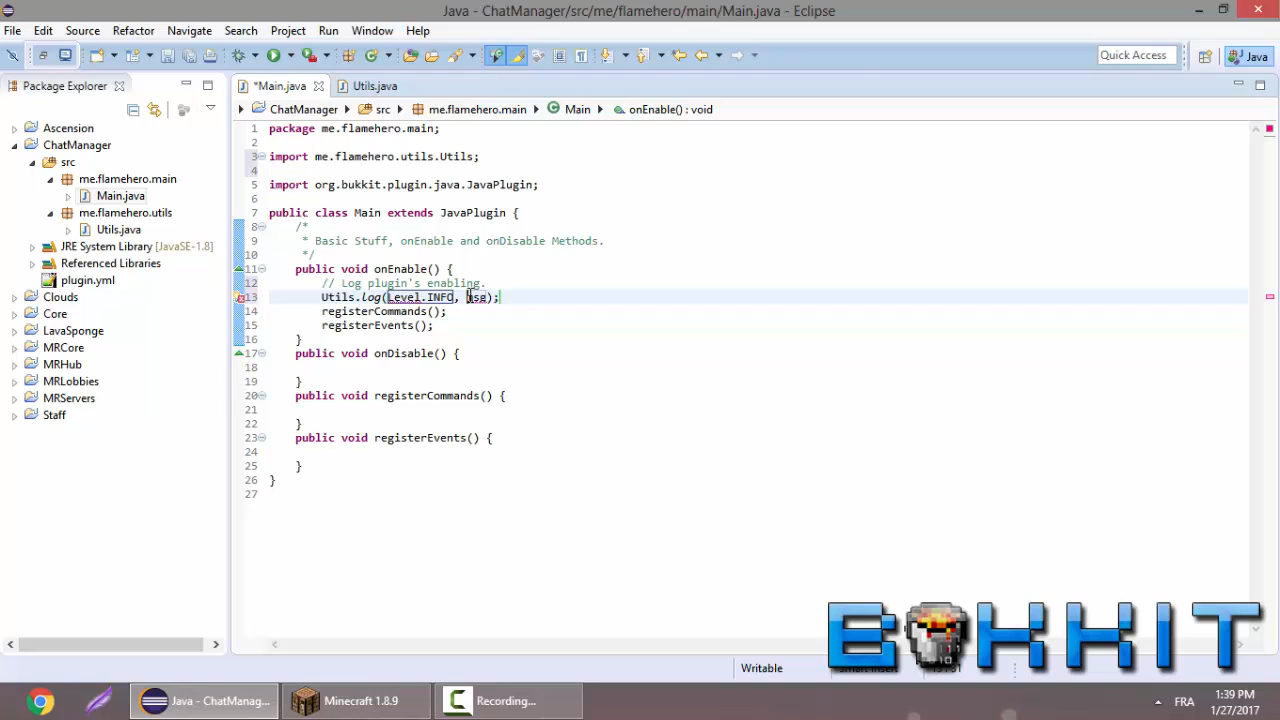 Java - ChatManager/src/me/flamehero/main/Main.java - Eclipse
File Edit Source Refactor Navigate Search Project Run Window Help
Quick Access
Java
Package Explorer
*Main.java
Utils.java
ChatManager
src
me.flamehero.main
Main
onEnable() : void
Ascension
ChatManager
src
me.flamehero.main
Main.java
me.flamehero.utils
Utils.java
JRE System Library [JavaSE-1.8]
Referenced Libraries
plugin.yml
Clouds
Core
LavaSponge
MRCore
MRHub
MRLobbies
MRServers
Staff
1 package me.flamehero.main;
2
3 import me.flamehero.utils.Utils;
4
5 import org.bukkit.plugin.java.JavaPlugin;
6
7 public class Main extends JavaPlugin {
8 /*
9 * Basic Stuff, onEnable and onDisable Methods.
10 */
11 public void onEnable() {
12 // Log plugin's enabling.
13 Utils.log(Level.INFO, msg);
14 registerCommands();
15 registerEvents();
16 }
17 public void onDisable() {
18
19 }
20 public void registerCommands() {
21
22 }
23 public void registerEvents() {
24
25 }
26 }
27
BUKKIT
Writable
Java - ChatManag...
Minecraft 1.8.9
Recording...
FRA
1:39 PM
1/27/2017